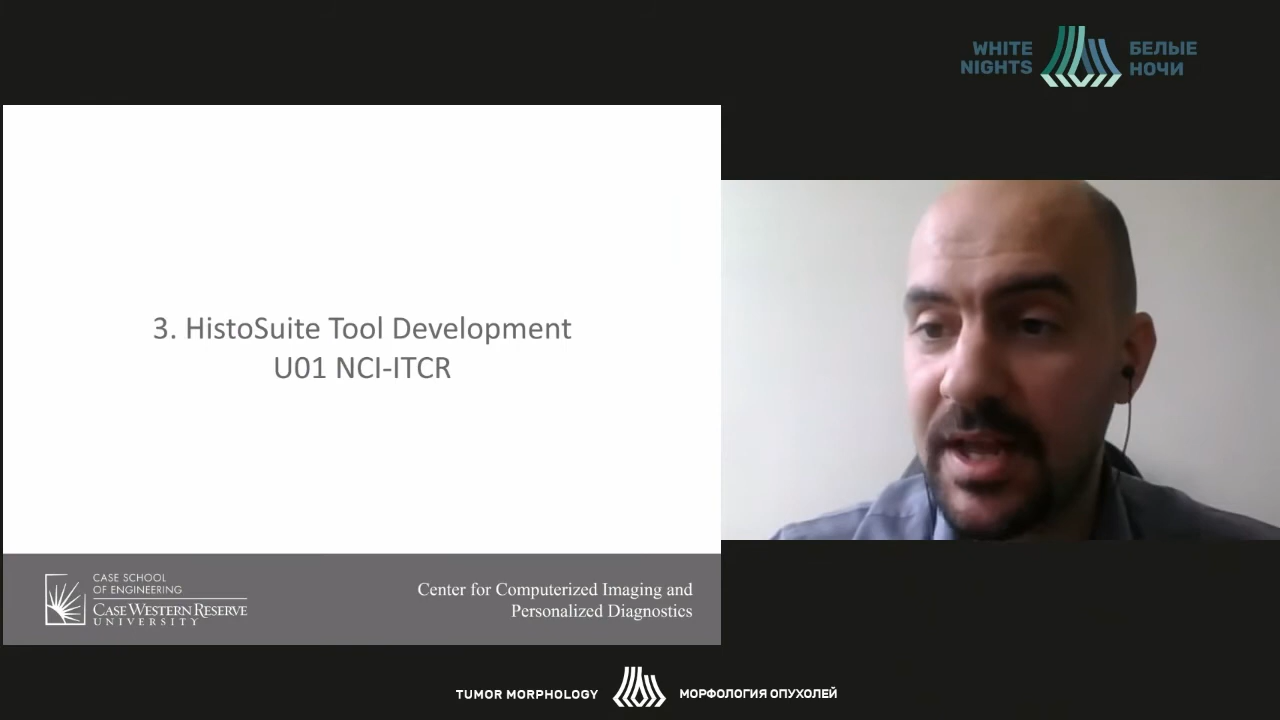 WHITE
NIGHTS
БЕЛЫЕ
НОЧИ
3. HistoSuite Tool Development
U01 NCI-ITCR
CASE SCHOOL
OF ENGINEERING
CASE WESTERN RESERVE
UNIVERSITY
Center for Computerized Imaging and
Personalized Diagnostics
TUMOR MORPHOLOGY
МОРФОЛОГИЯ ОПУХОЛЕЙ